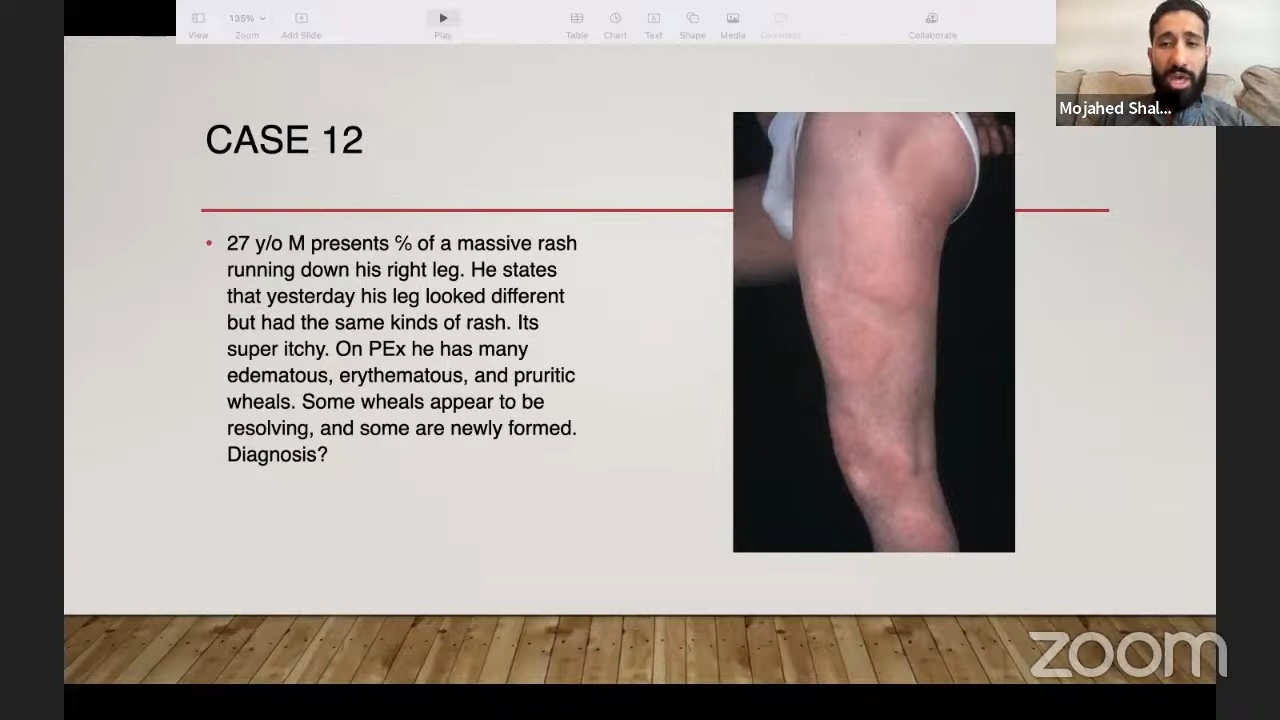 135%
View
Zoom
Add Slide
Play
Table
Chart
Text
Shape
Media
Comment
Collaborate
Mojahed Shal...
CASE 12
• 27 y/o M presents ℅ of a massive rash
running down his right leg. He states
that yesterday his leg looked different
but had the same kinds of rash. Its
super itchy. On PEx he has many
edematous, erythematous, and pruritic
wheals. Some wheals appear to be
resolving, and some are newly formed.
Diagnosis?
zoom